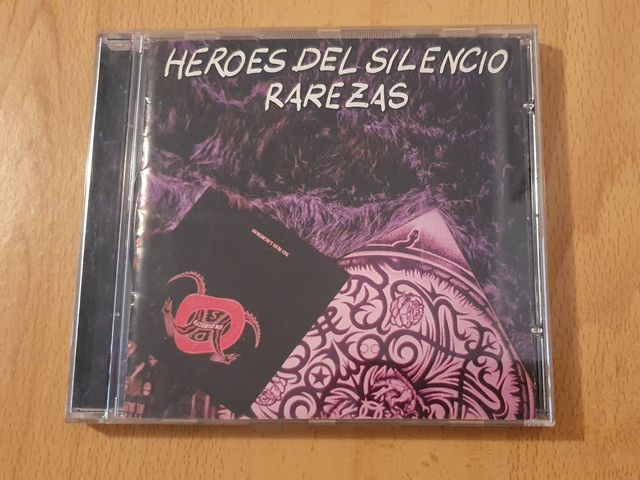 HEROES DEL SILENCIO
RAREZAS